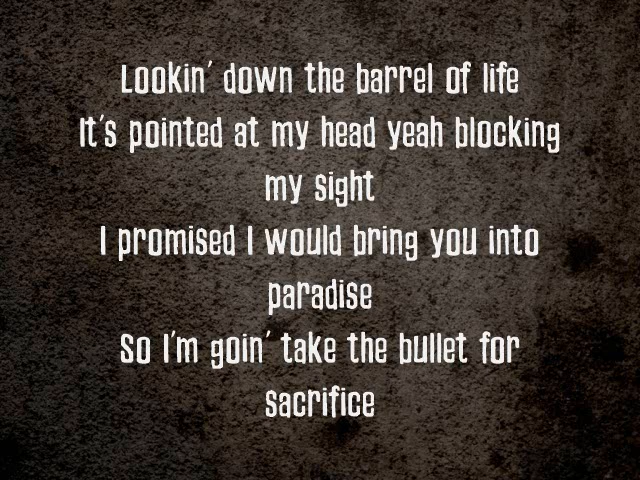 Lookin' down the barrel of life
It's pointed at my head yeah blocking
my sight
I promised I would bring you into
paradise
So I'm goin' take the bullet for
sacrifice